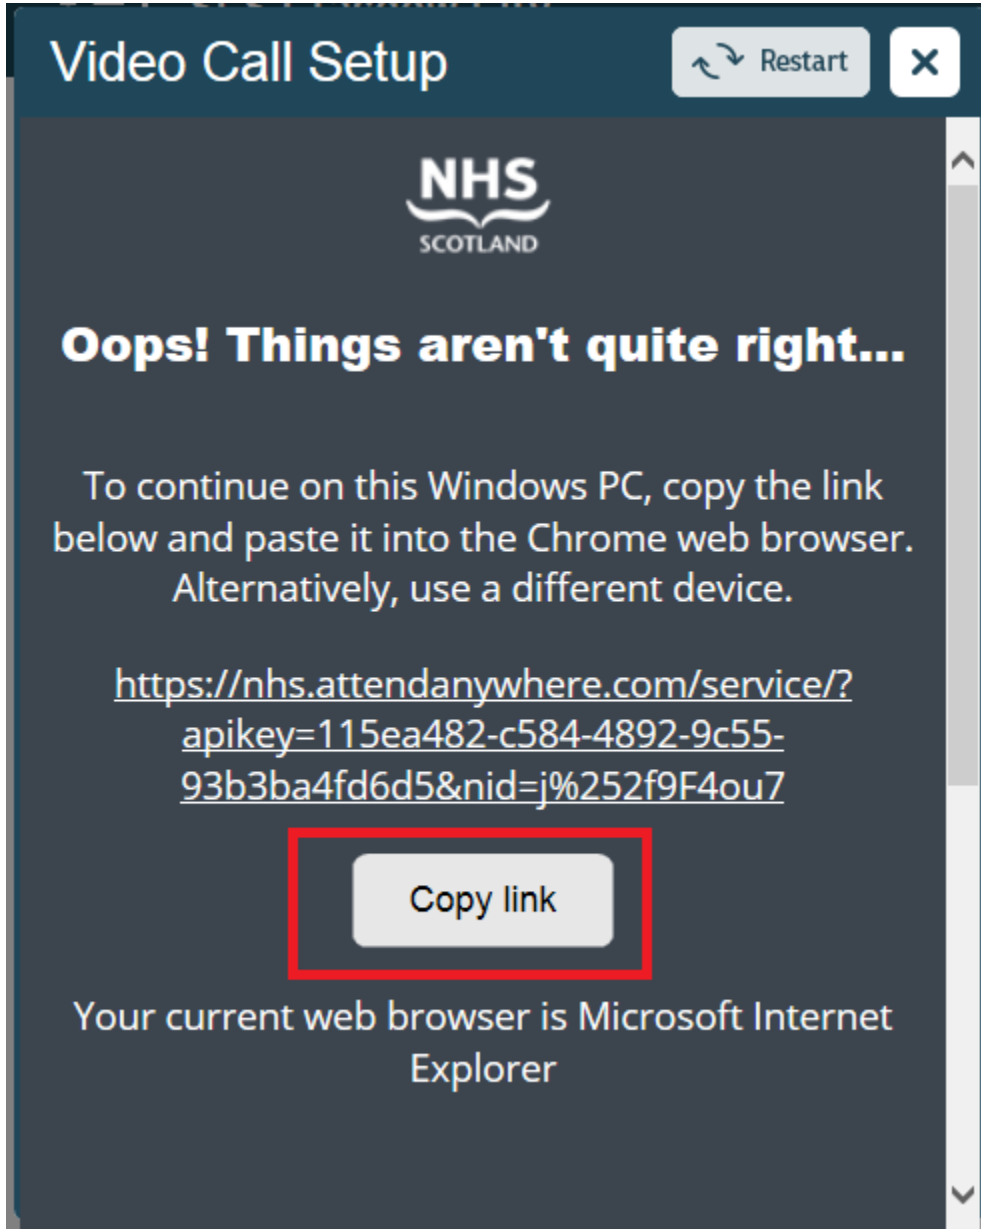 Video Call Setup
Restart
NHS
SCOTLAND
Oops! Things aren't quite right...
To continue on this Windows PC, copy the link
below and paste it into the Chrome web browser.
Alternatively, use a different device.
https://nhs.attendanywhere.com/service/?
apikey=115ea482-c584-4892-9c55-
93b3ba4fd6d5&nid=j%252f9F4ou7
Copy link
Your current web browser is Microsoft Internet
Explorer